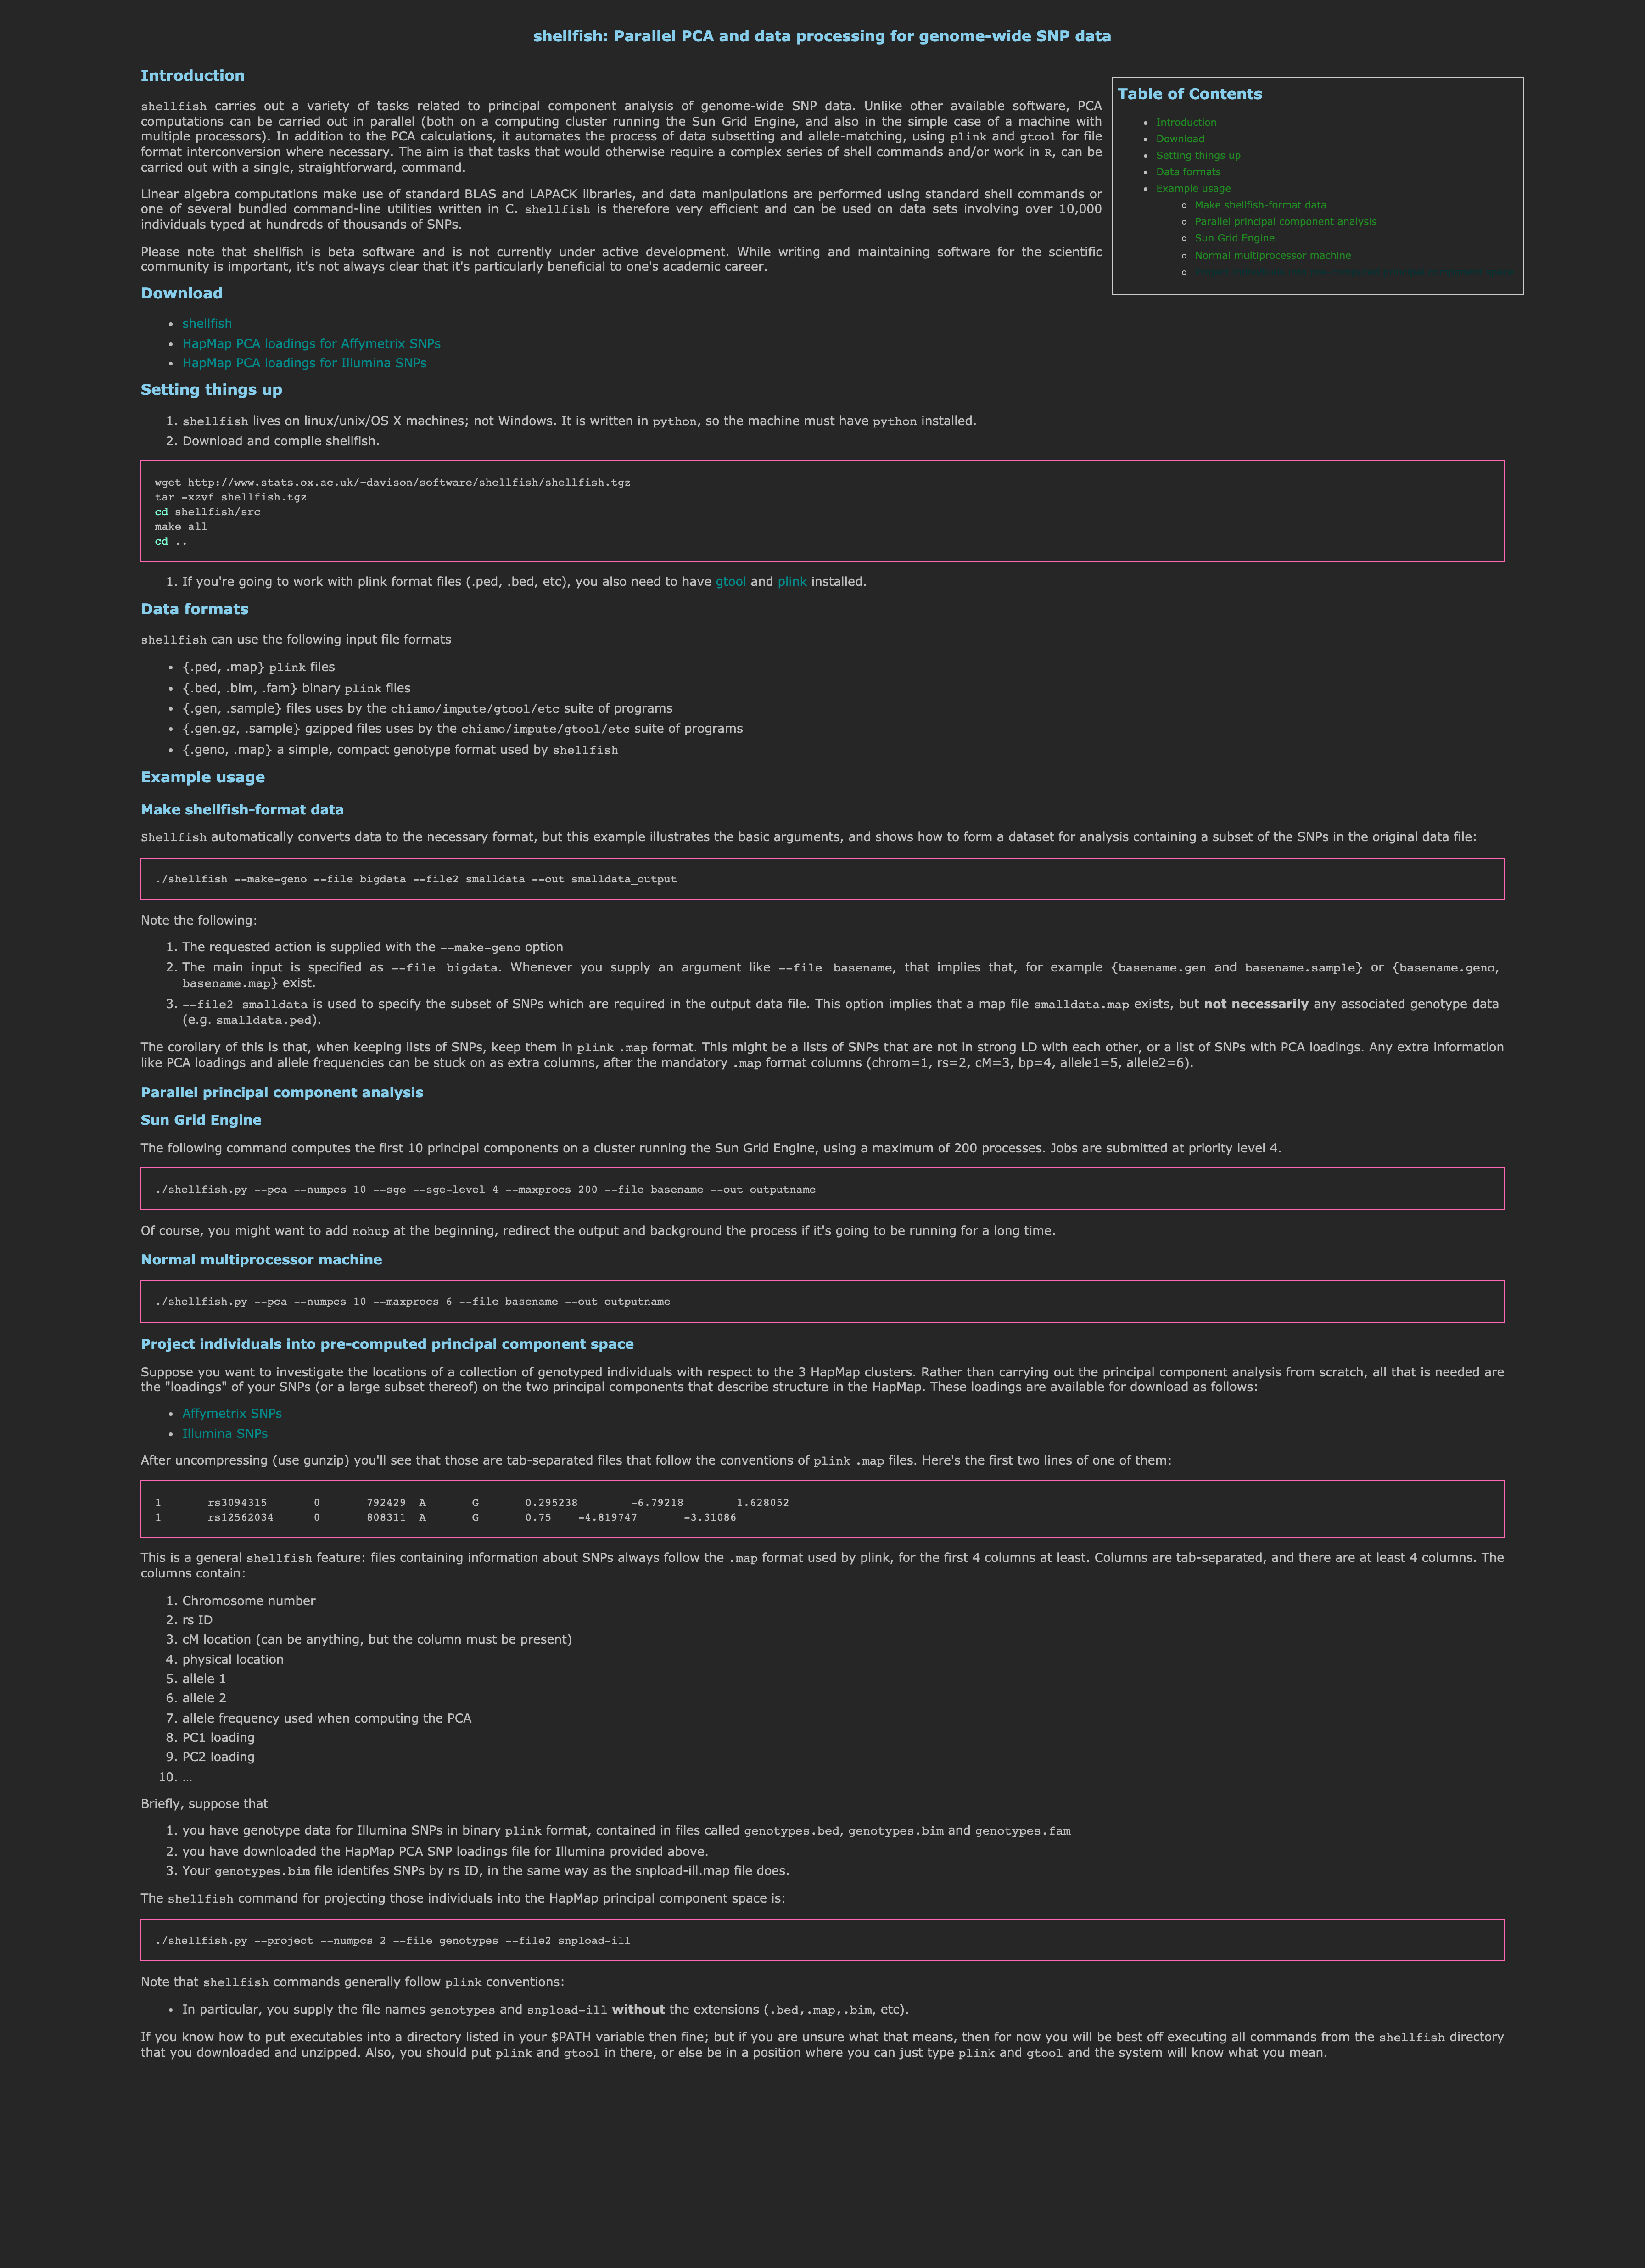 shellfish: Parallel PCA and data processing for genome-wide SNP data
Introduction
shellfish carries out a variety of tasks related to principal component analysis of genome-wide SNP data. Unlike other available software, PCA
computations can be carried out in parallel (both on a computing cluster running the Sun Grid Engine, and also in the simple case of a machine with
multiple processors). In addition to the PCA calculations, it automates the process of data subsetting and allele-matching, using plink and gtool for file
format interconversion where necessary. The aim is that tasks that would otherwise require a complex series of shell commands and/or work in R, can be
carried out with a single, straightforward, command.
Linear algebra computations make use of standard BLAS and LAPACK libraries, and data manipulations are performed using standard shell commands or
one of several bundled command-line utilities written in C. shellfish is therefore very efficient and can be used on data sets involving over 10,000
individuals typed at hundreds of thousands of SNPs.
Please note that shellfish is beta software and is not currently under active development. While writing and maintaining software for the scientific
community is important, it's not always clear that it's particularly beneficial to one's academic career.
Table of Contents
• Introduction
• Download
• Setting things up
• Data formats
• Example usage
◦ Make shellfish-format data
◦ Parallel principal component analysis
◦ Sun Grid Engine
◦ Normal multiprocessor machine
Download
• shellfish
• HapMap PCA loadings for Affymetrix SNPs
• HapMap PCA loadings for Illumina SNPs
Setting things up
1. shellfish lives on linux/unix/OS X machines; not Windows. It is written in python, so the machine must have python installed.
2. Download and compile shellfish.
wget http://www.stats.ox.ac.uk/~davison/software/shellfish/shellfish.tgz
tar -xzvf shellfish.tgz
cd shellfish/src
make all
cd ..
1. If you're going to work with plink format files (.ped, .bed, etc), you also need to have gtool and plink installed.
Data formats
shellfish can use the following input file formats
• {.ped, .map} plink files
• {.bed, .bim, .fam} binary plink files
• {.gen, .sample} files uses by the chiamo/impute/gtool/etc suite of programs
• {.gen.gz, .sample} gzipped files uses by the chiamo/impute/gtool/etc suite of programs
• {.geno, .map} a simple, compact genotype format used by shellfish
Example usage
Make shellfish-format data
Shellfish automatically converts data to the necessary format, but this example illustrates the basic arguments, and shows how to form a dataset for analysis containing a subset of the SNPs in the original data file:
./shellfish --make-geno --file bigdata --file2 smalldata --out smalldata_output
Note the following:
1. The requested action is supplied with the --make-geno option
2. The main input is specified as --file bigdata. Whenever you supply an argument like --file basename, that implies that, for example {basename.gen and basename.sample} or {basename.geno,
basename.map} exist.
3. --file2 smalldata is used to specify the subset of SNPs which are required in the output data file. This option implies that a map file smalldata.map exists, but not necessarily any associated genotype data
(e.g. smalldata.ped).
The corollary of this is that, when keeping lists of SNPs, keep them in plink .map format. This might be a lists of SNPs that are not in strong LD with each other, or a list of SNPs with PCA loadings. Any extra information
like PCA loadings and allele frequencies can be stuck on as extra columns, after the mandatory .map format columns (chrom=1, rs=2, cM=3, bp=4, allele1=5, allele2=6).
Parallel principal component analysis
Sun Grid Engine
The following command computes the first 10 principal components on a cluster running the Sun Grid Engine, using a maximum of 200 processes. Jobs are submitted at priority level 4.
./shellfish.py --pca --numpcs 10 --sge --sge-level 4 --maxprocs 200 --file basename --out outputname
Of course, you might want to add nohup at the beginning, redirect the output and background the process if it's going to be running for a long time.
Normal multiprocessor machine
./shellfish.py --pca --numpcs 10 --maxprocs 6 --file basename --out outputname
Project individuals into pre-computed principal component space
Suppose you want to investigate the locations of a collection of genotyped individuals with respect to the 3 HapMap clusters. Rather than carrying out the principal component analysis from scratch, all that is needed are
the "loadings" of your SNPs (or a large subset thereof) on the two principal components that describe structure in the HapMap. These loadings are available for download as follows:
• Affymetrix SNPs
• Illumina SNPs
After uncompressing (use gunzip) you'll see that those are tab-separated files that follow the conventions of plink .map files. Here's the first two lines of one of them:
1 rs3094315 0 792429 A G 0.295238 -6.79218 1.628052
1 rs12562034 0 808311 A G 0.75 -4.819747 -3.31086
This is a general shellfish feature: files containing information about SNPs always follow the .map format used by plink, for the first 4 columns at least. Columns are tab-separated, and there are at least 4 columns. The
columns contain:
1. Chromosome number
2. rs ID
3. cM location (can be anything, but the column must be present)
4. physical location
5. allele 1
6. allele 2
7. allele frequency used when computing the PCA
8. PC1 loading
9. PC2 loading
10. ...
Briefly, suppose that
1. you have genotype data for Illumina SNPs in binary plink format, contained in files called genotypes.bed, genotypes.bim and genotypes.fam
2. you have downloaded the HapMap PCA SNP loadings file for Illumina provided above.
3. Your genotypes.bim file identifes SNPs by rs ID, in the same way as the snpload-ill.map file does.
The shellfish command for projecting those individuals into the HapMap principal component space is:
./shellfish.py --project --numpcs 2 --file genotypes --file2 snpload-ill
Note that shellfish commands generally follow plink conventions:
• In particular, you supply the file names genotypes and snpload-ill without the extensions (.bed,.map,.bim, etc).
If you know how to put executables into a directory listed in your $PATH variable then fine; but if you are unsure what that means, then for now you will be best off executing all commands from the shellfish directory
that you downloaded and unzipped. Also, you should put plink and gtool in there, or else be in a position where you can just type plink and gtool and the system will know what you mean.